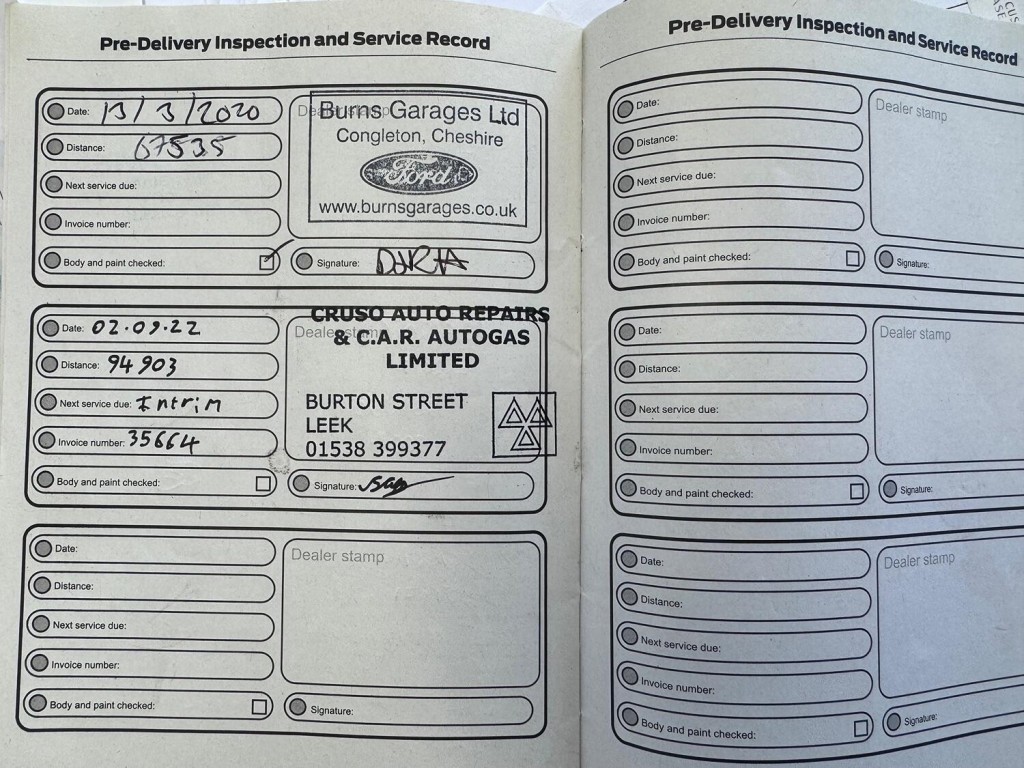 Pre-Delivery Inspection and Service Record
Date: 13/3/2020
Distance: 67535
Next service due:
Invoice number:
Body and paint checked:
Dealer stamp
Burns Garages Ltd
Congleton, Cheshire
Ford
www.burnsgarages.co.uk
Signature:
Date: 02.09.22
Distance: 94903
Next service due: Intrim
Invoice number: 35664
Body and paint checked:
Dealer stamp
CRUSO AUTO REPAIRS
& C.A.R. AUTOGAS
LIMITED
BURTON STREET
LEEK
01538 399377
Signature:
Date:
Distance:
Next service due:
Invoice number:
Body and paint checked:
Dealer stamp
Signature:
Pre-Delivery Inspection and Service Record
Date:
Distance:
Next service due:
Invoice number:
Body and paint checked:
Dealer stamp
Signature:
Date:
Distance:
Next service due:
Invoice number:
Body and paint checked:
Dealer stamp
Signature:
Date:
Distance:
Next service due:
Invoice number:
Body and paint checked:
Dealer stamp
Signature: